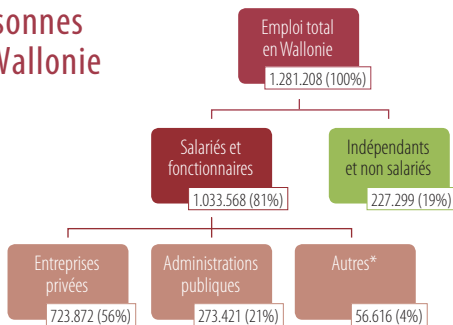 sonnes
Wallonie
Emploi total
en Wallonie
1.281.208 (100%)
Salariés et
fonctionnaires
1.033.568 (81%)
Indépendants
et non salariés
227.299 (19%)
Entreprises
privées
723.872 (56%)
Administrations
publiques
273.421 (21%)
Autres*
56.616 (4%)